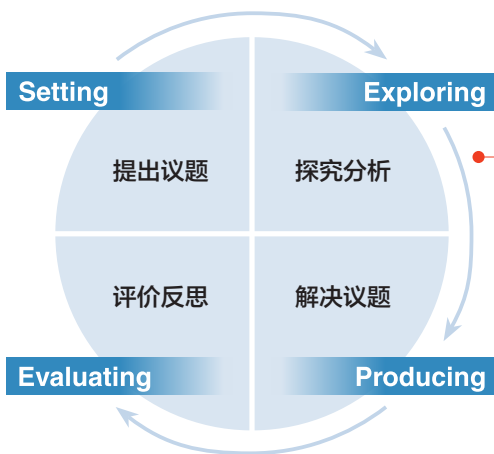 Setting
Exploring
提出议题
探究分析
评价反思
解决议题
Evaluating
Producing